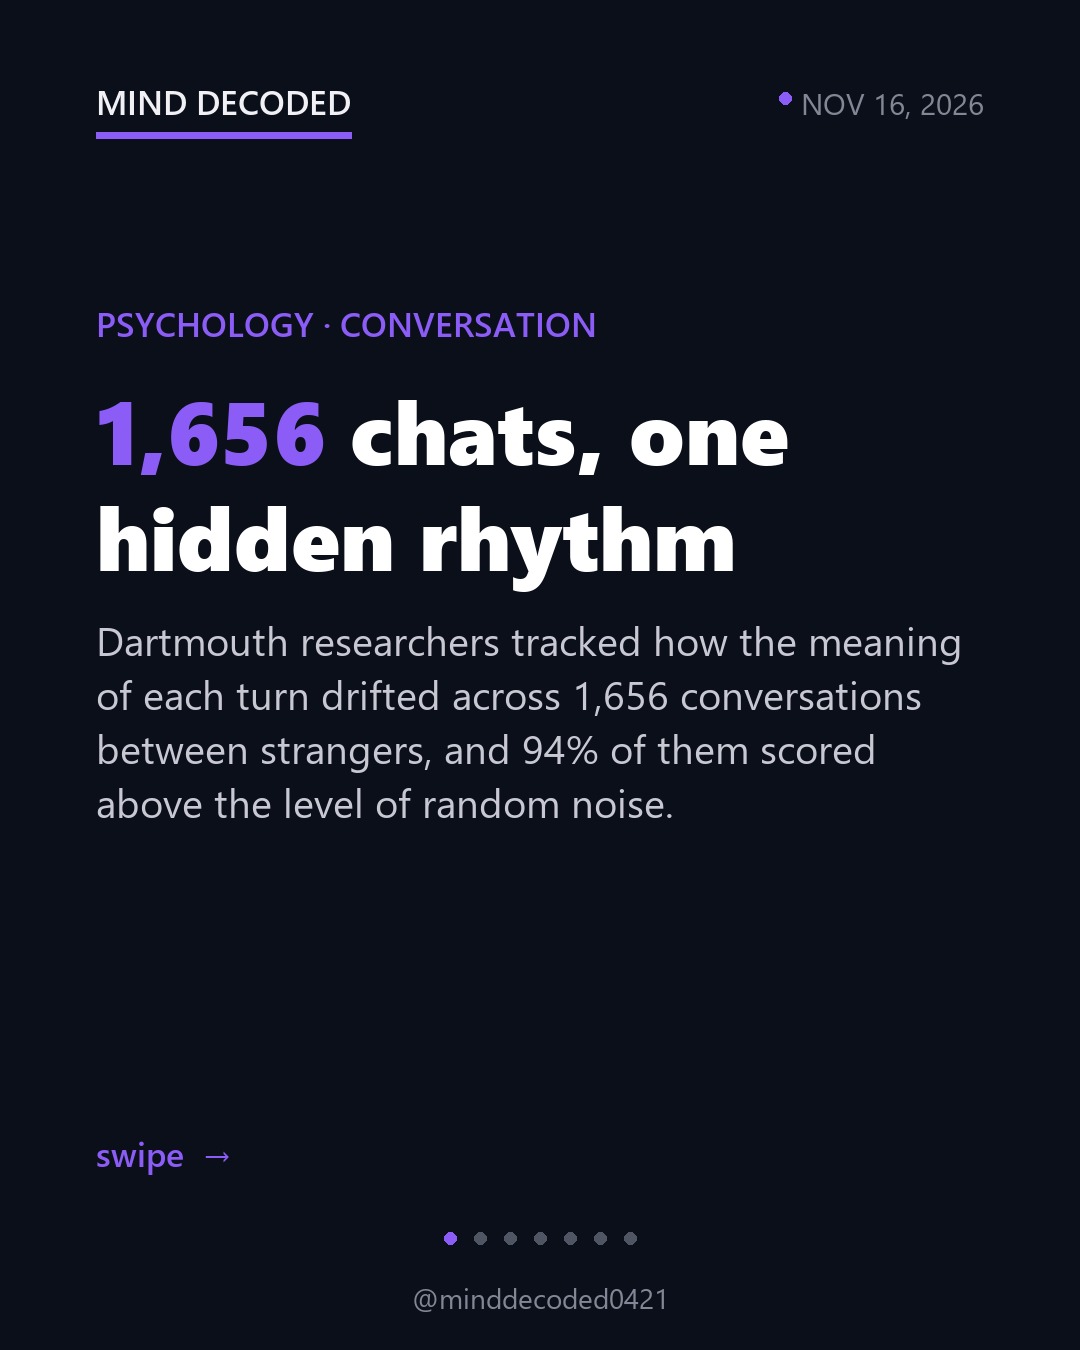 MIND DECODED
NOV 16, 2026
PSYCHOLOGY · CONVERSATION
1,656 chats, one
hidden rhythm
Dartmouth researchers tracked how the meaning
of each turn drifted across 1,656 conversations
between strangers, and 94% of them scored
above the level of random noise.
swipe →
@minddecoded0421